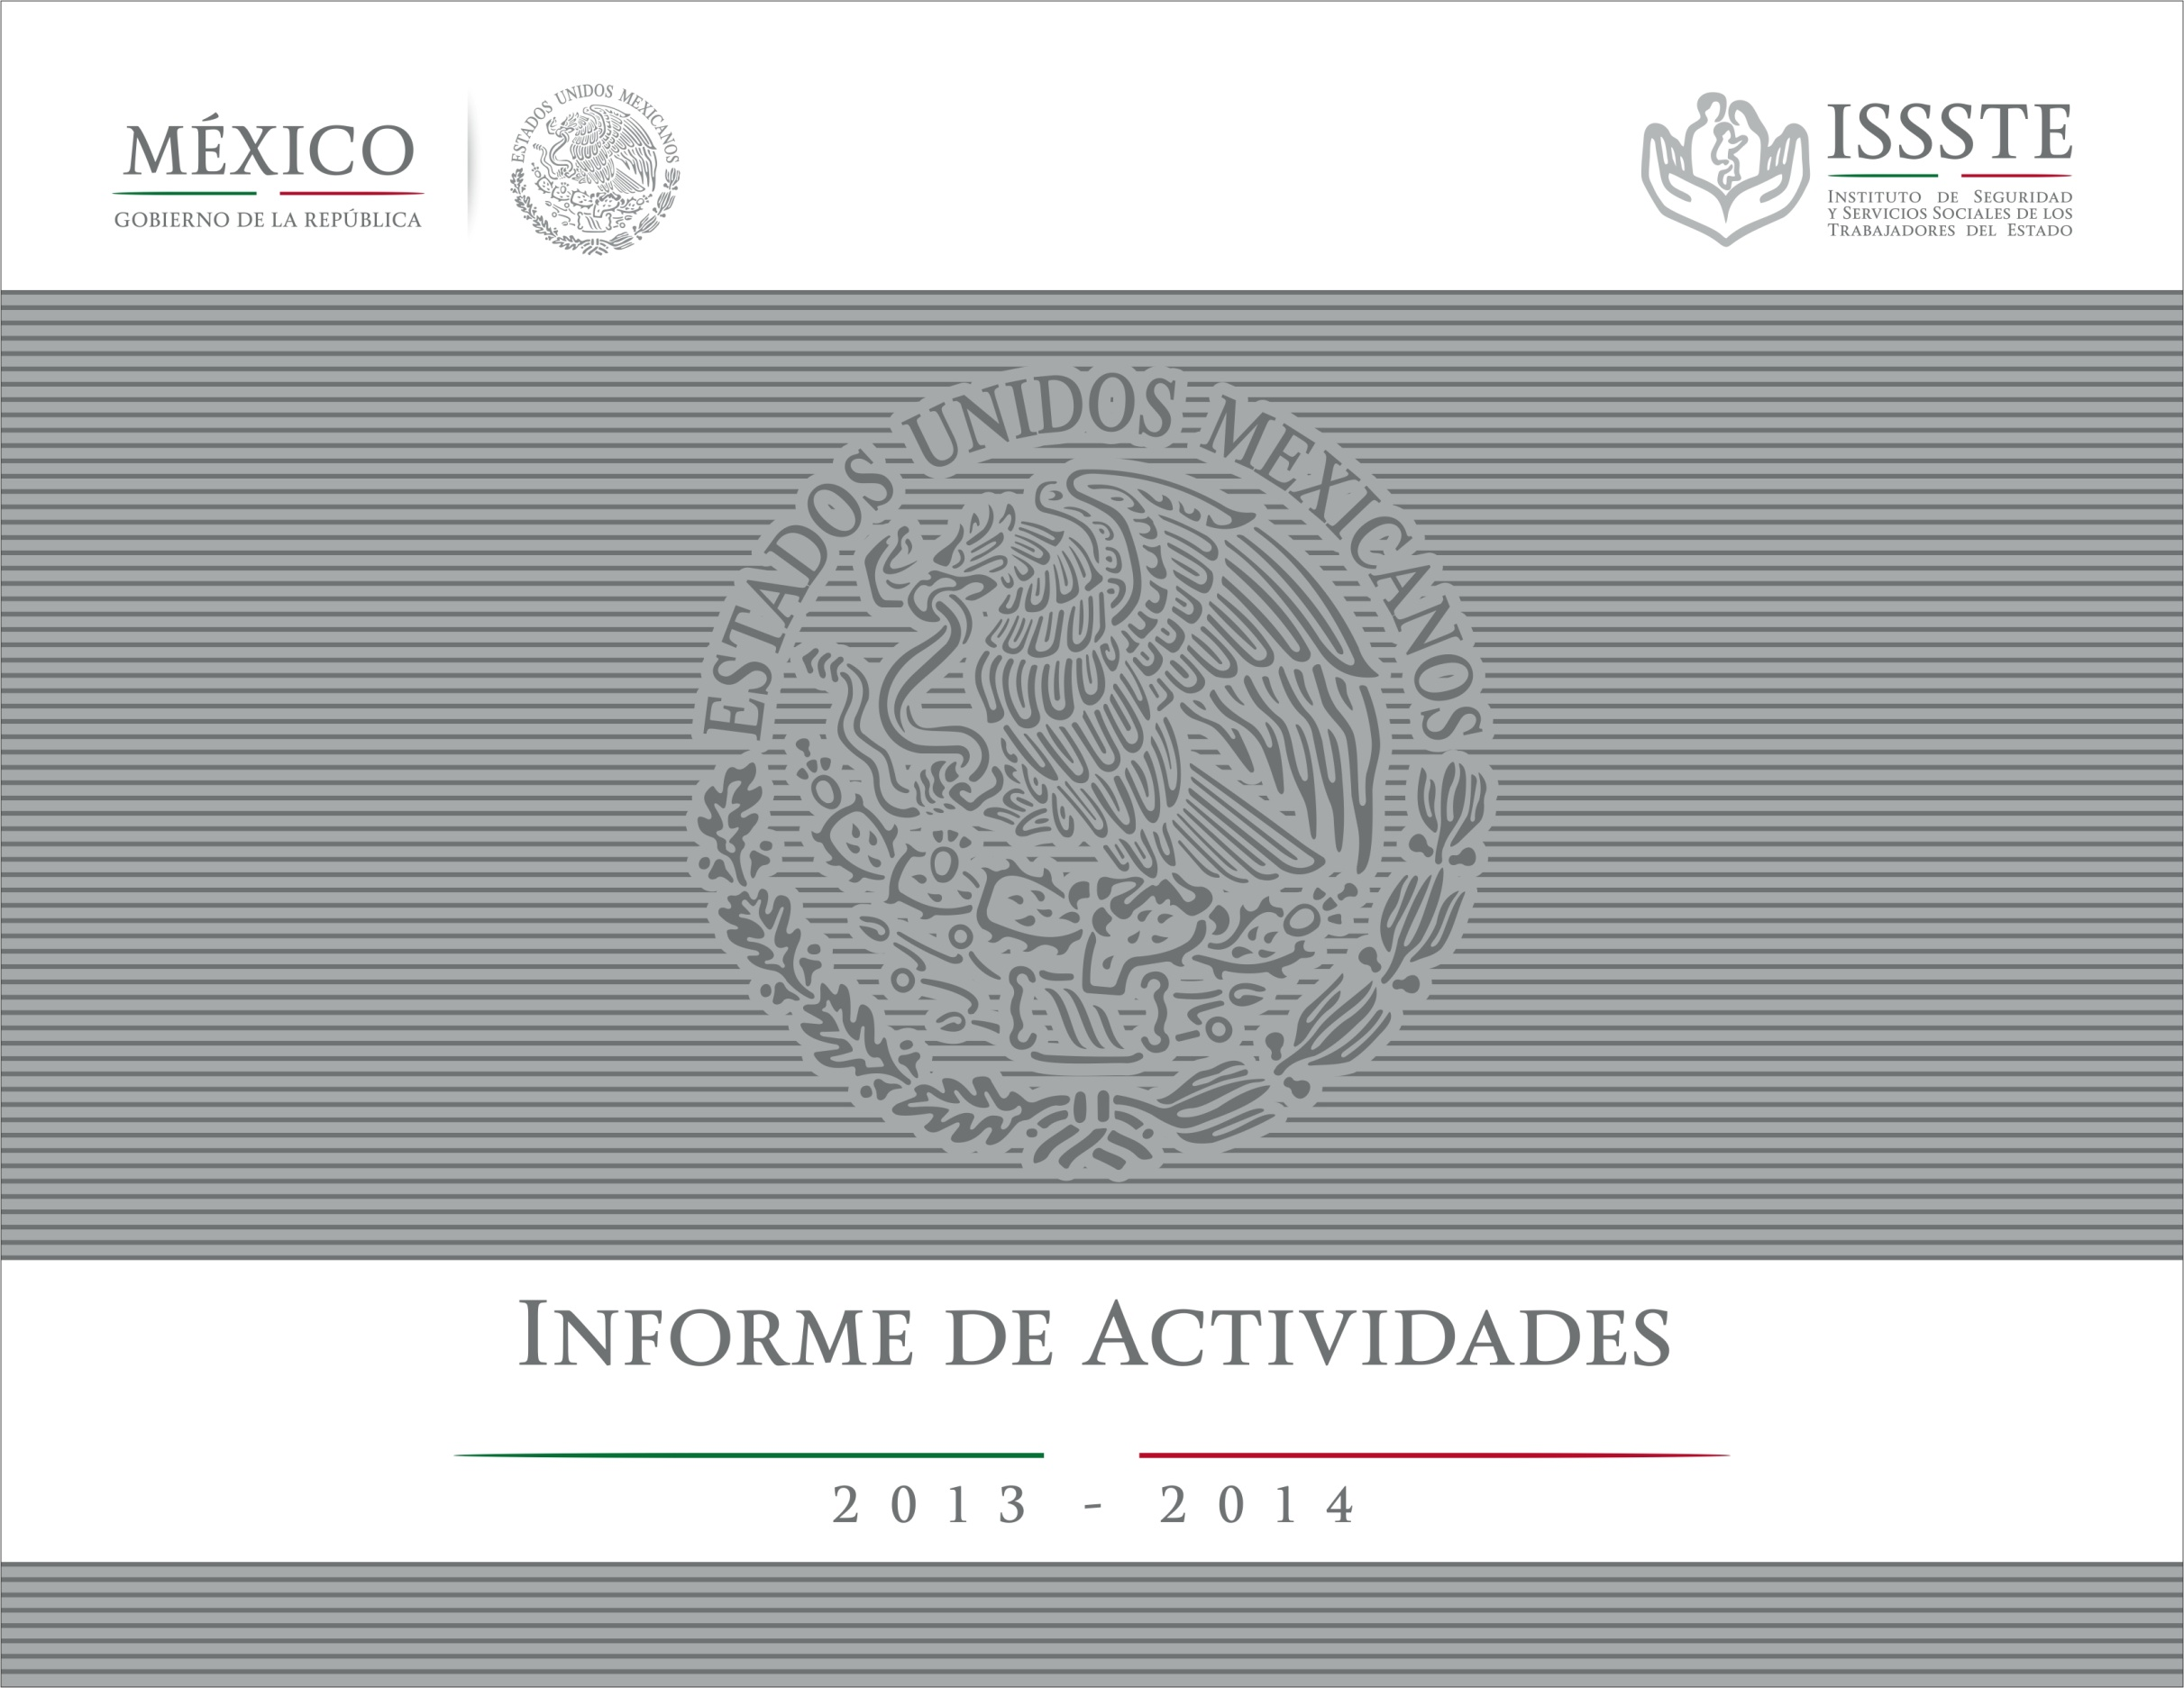 MÉXICO
GOBIERNO DE LA REPÚBLICA
ESTADOS UNIDOS MEXICANOS
ISSSTE
INSTITUTO DE SEGURIDAD
Y SERVICIOS SOCIALES DE LOS
TRABAJADORES DEL ESTADO
ESTADOS UNIDOS MEXICANOS
INFORME DE ACTIVIDADES
2013 - 2014